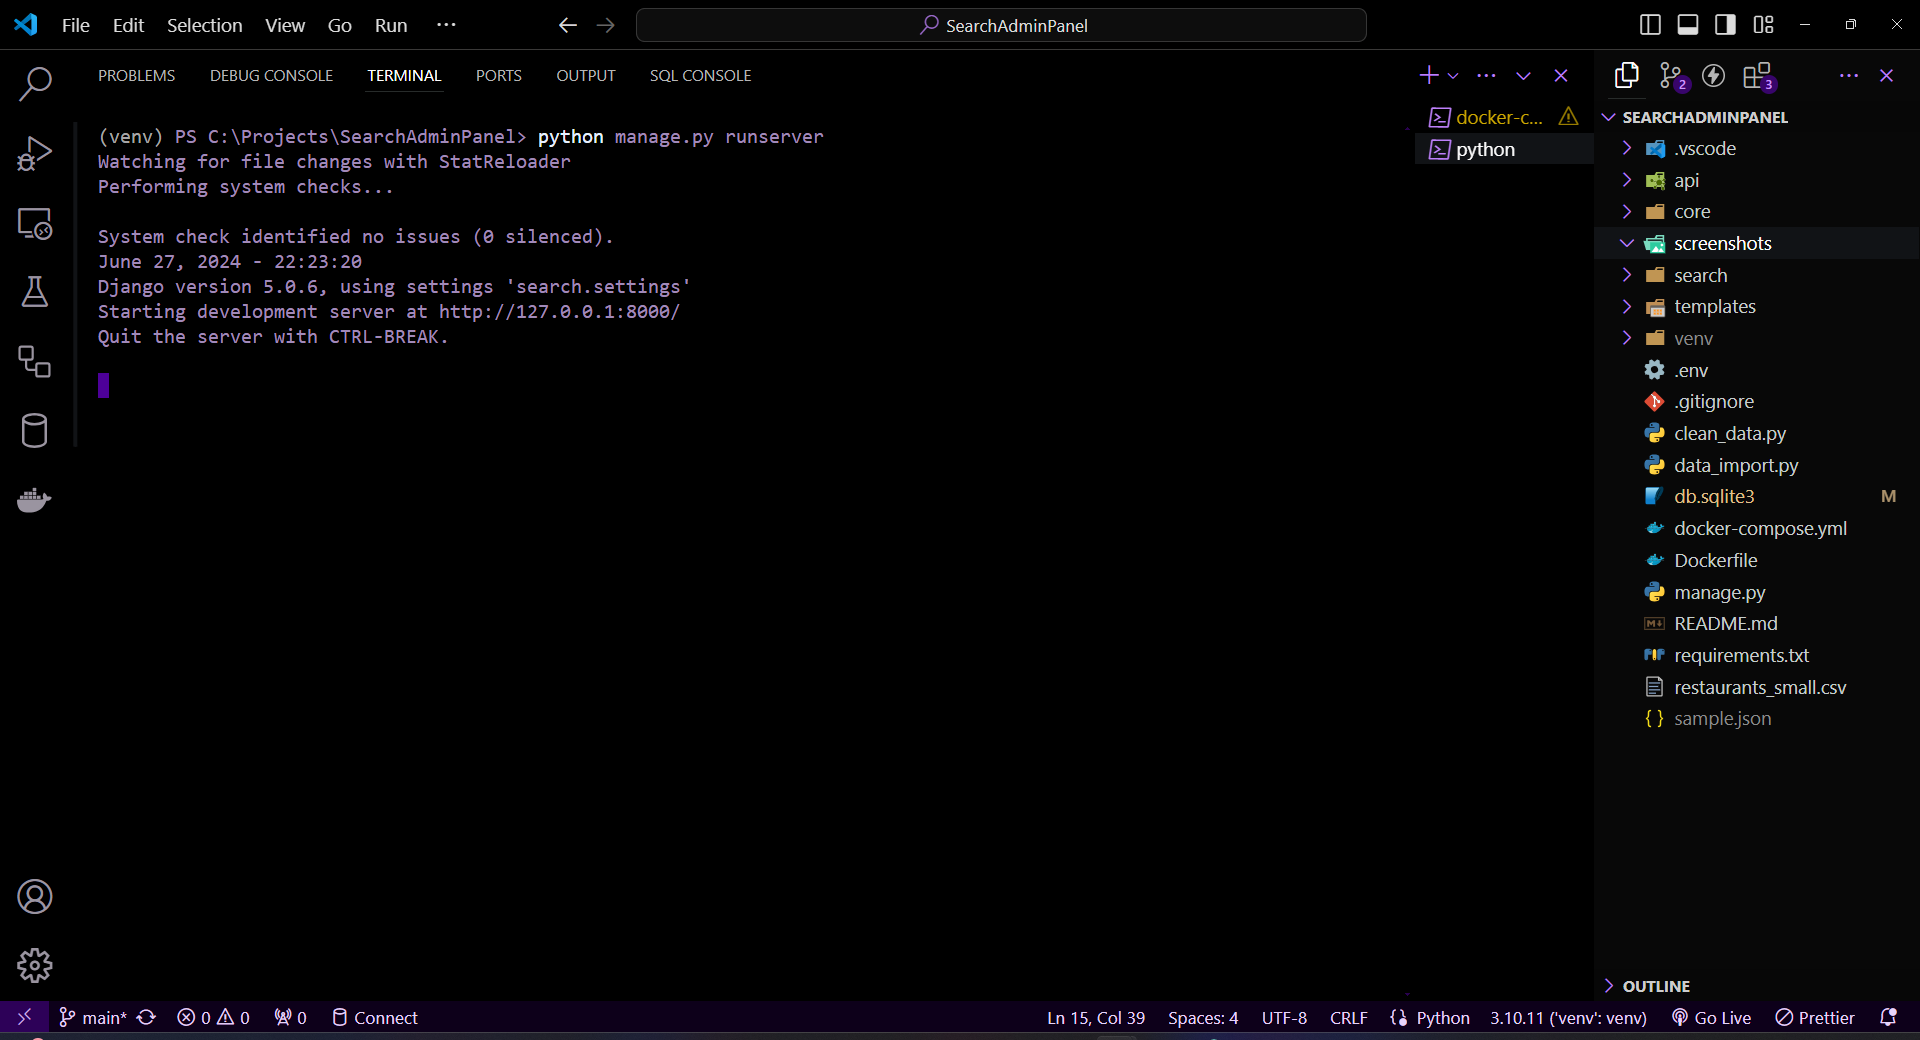 File Edit Selection View Go Run ···
SearchAdminPanel
PROBLEMS DEBUG CONSOLE TERMINAL PORTS OUTPUT SQL CONSOLE
(venv) PS C:\Projects\SearchAdminPanel> python manage.py runserver
Watching for file changes with StatReloader
Performing system checks...
System check identified no issues (0 silenced).
June 27, 2024 - 22:23:20
Django version 5.0.6, using settings 'search.settings'
Starting development server at http://127.0.0.1:8000/
Quit the server with CTRL-BREAK.
docker-c...
python
2
3
SEARCHADMINPANEL
.vscode
api
core
screenshots
search
templates
venv
.env
.gitignore
clean_data.py
data_import.py
db.sqlite3 M
docker-compose.yml
Dockerfile
manage.py
README.md
requirements.txt
restaurants_small.csv
sample.json
OUTLINE
main* 0 0 0 Connect
Ln 15, Col 39 Spaces: 4 UTF-8 CRLF Python 3.10.11 ('venv': venv) Go Live Prettier